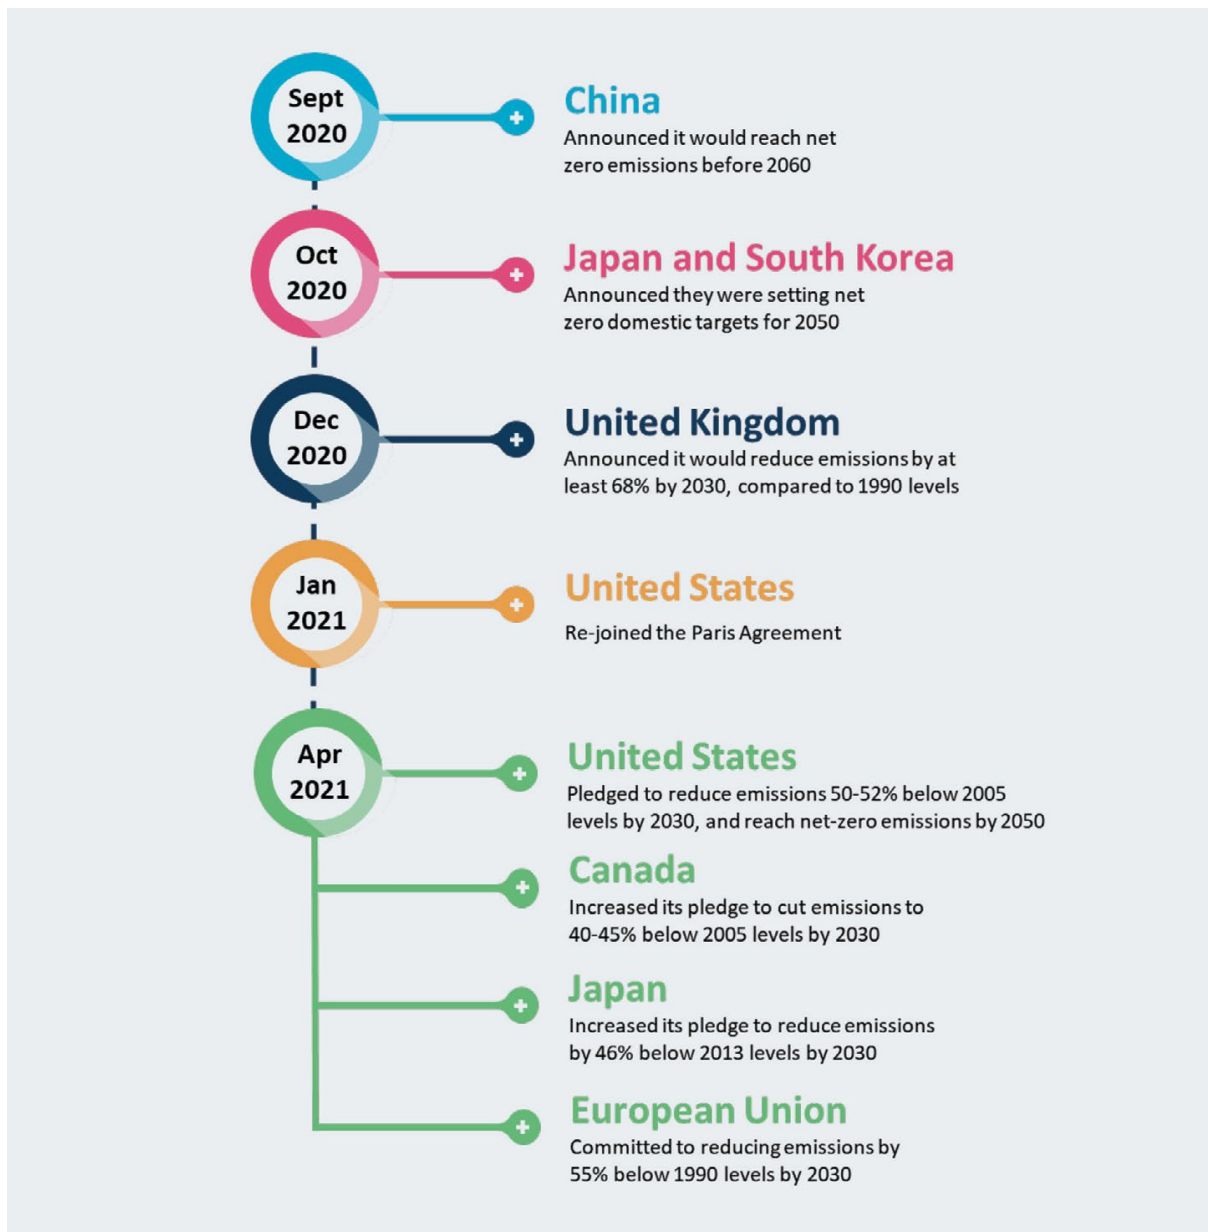 Sept
2020
China
Announced it would reach net
zero emissions before 2060
Oct
2020
Japan and South Korea
Announced they were setting net
zero domestic targets for 2050
Dec
2020
United Kingdom
Announced it would reduce emissions by at
least 68% by 2030, compared to 1990 levels
Jan
2021
United States
Re-joined the Paris Agreement
Apr
2021
United States
Pledged to reduce emissions 50-52% below 2005
levels by 2030, and reach net-zero emissions by 2050
Canada
Increased its pledge to cut emissions to
40-45% below 2005 levels by 2030
Japan
Increased its pledge to reduce emissions
by 46% below 2013 levels by 2030
European Union
Committed to reducing emissions by
55% below 1990 levels by 2030